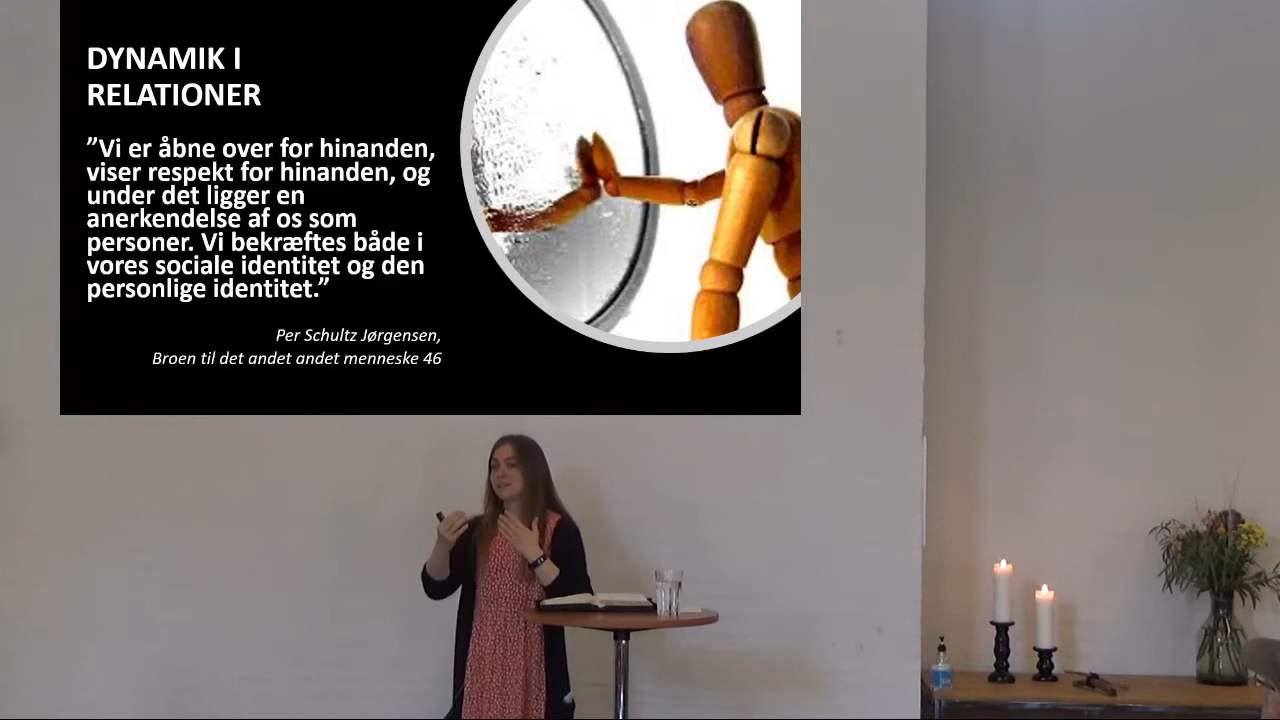 DYNAMIK I
RELATIONER
”Vi er åbne over for hinanden,
viser respekt for hinanden, og
under det ligger en
anerkendelse af os som
personer. Vi bekræftes både i
vores sociale identitet og den
personlige identitet.”
Per Schultz Jørgensen,
Broen til det andet andet menneske 46